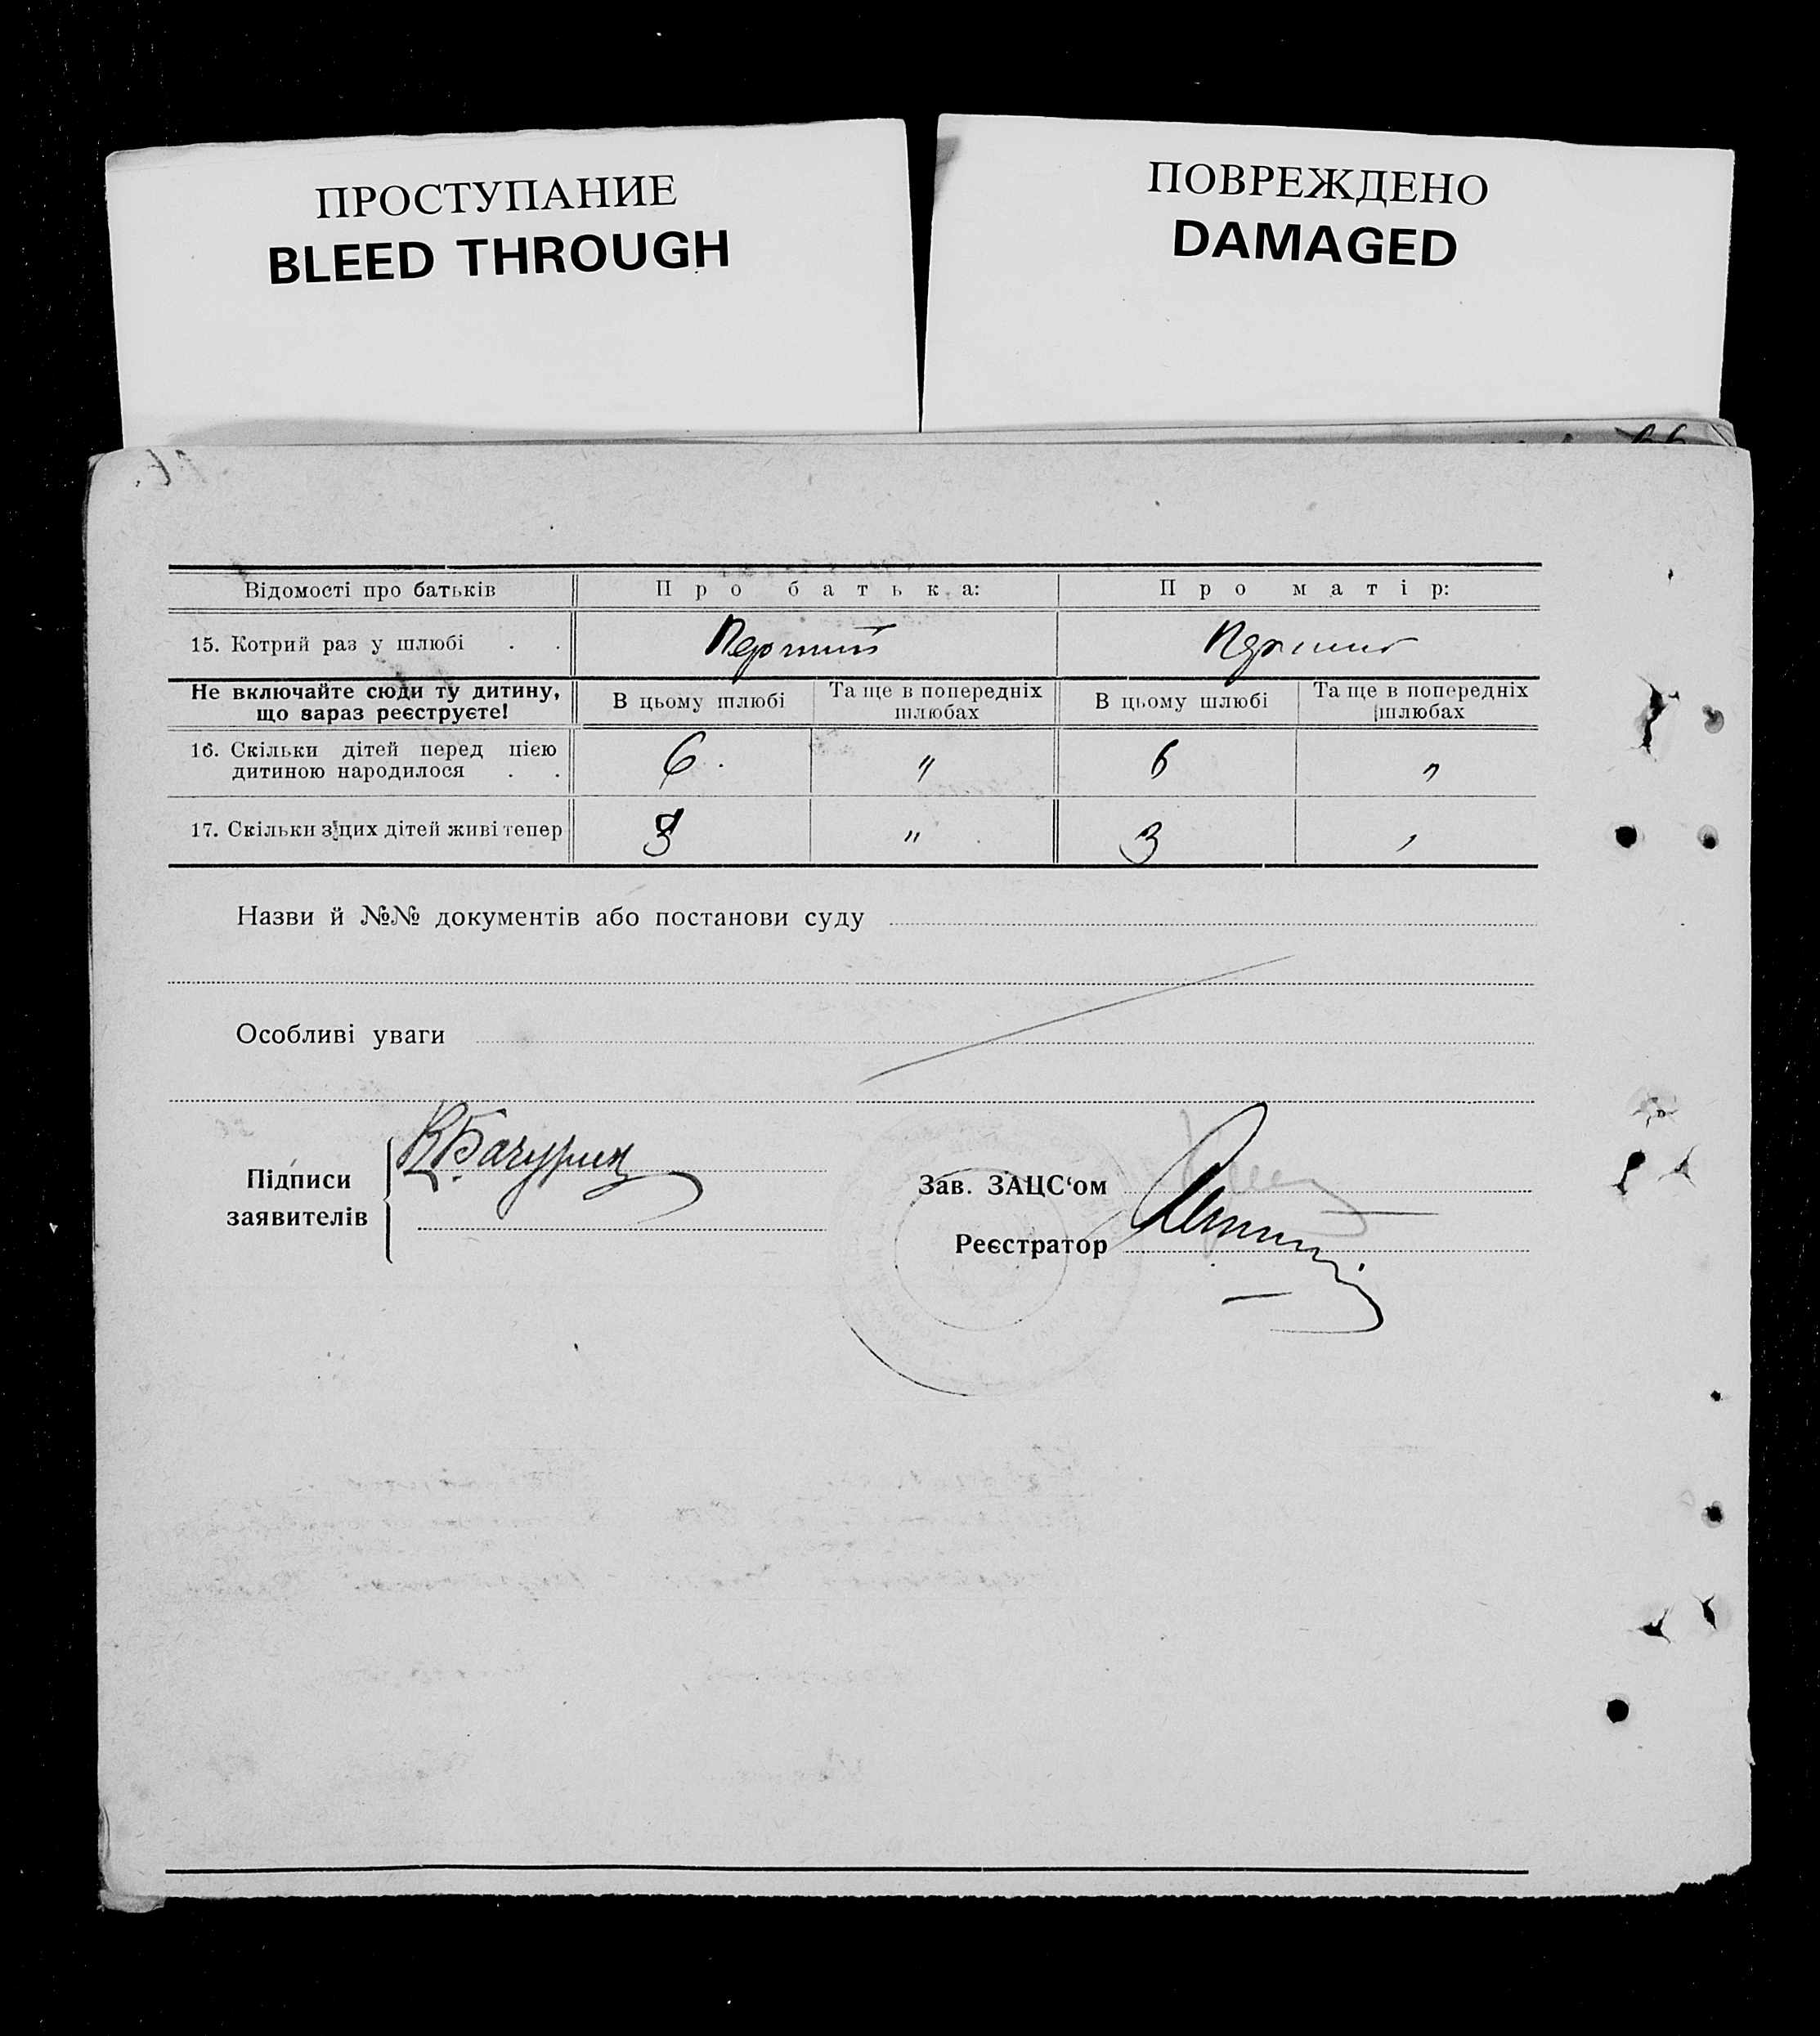 ПРОСТУПАНИЕ
BLEED THROUGH
ПОВРЕЖДЕНО
DAMAGED
Відомості про батьків Про батька: Про матір:
15. Котрий раз у шлюбі . . Перший Перший
Не включайте сюди ту дитину, що зараз реєструєте! В цьому шлюбі Та ще в попередніх шлюбах В цьому шлюбі Та ще в попередніх шлюбах
16. Скільки дітей перед цією
дитиною народилося . . 6. " 6 "
17. Скільки з цих дітей живі тепер 3 " 3 "
Назви й №№ документів або постанови суду
Особливі уваги
Підписи
заявителів
Зав. ЗАЦС‘ом
Реєстратор